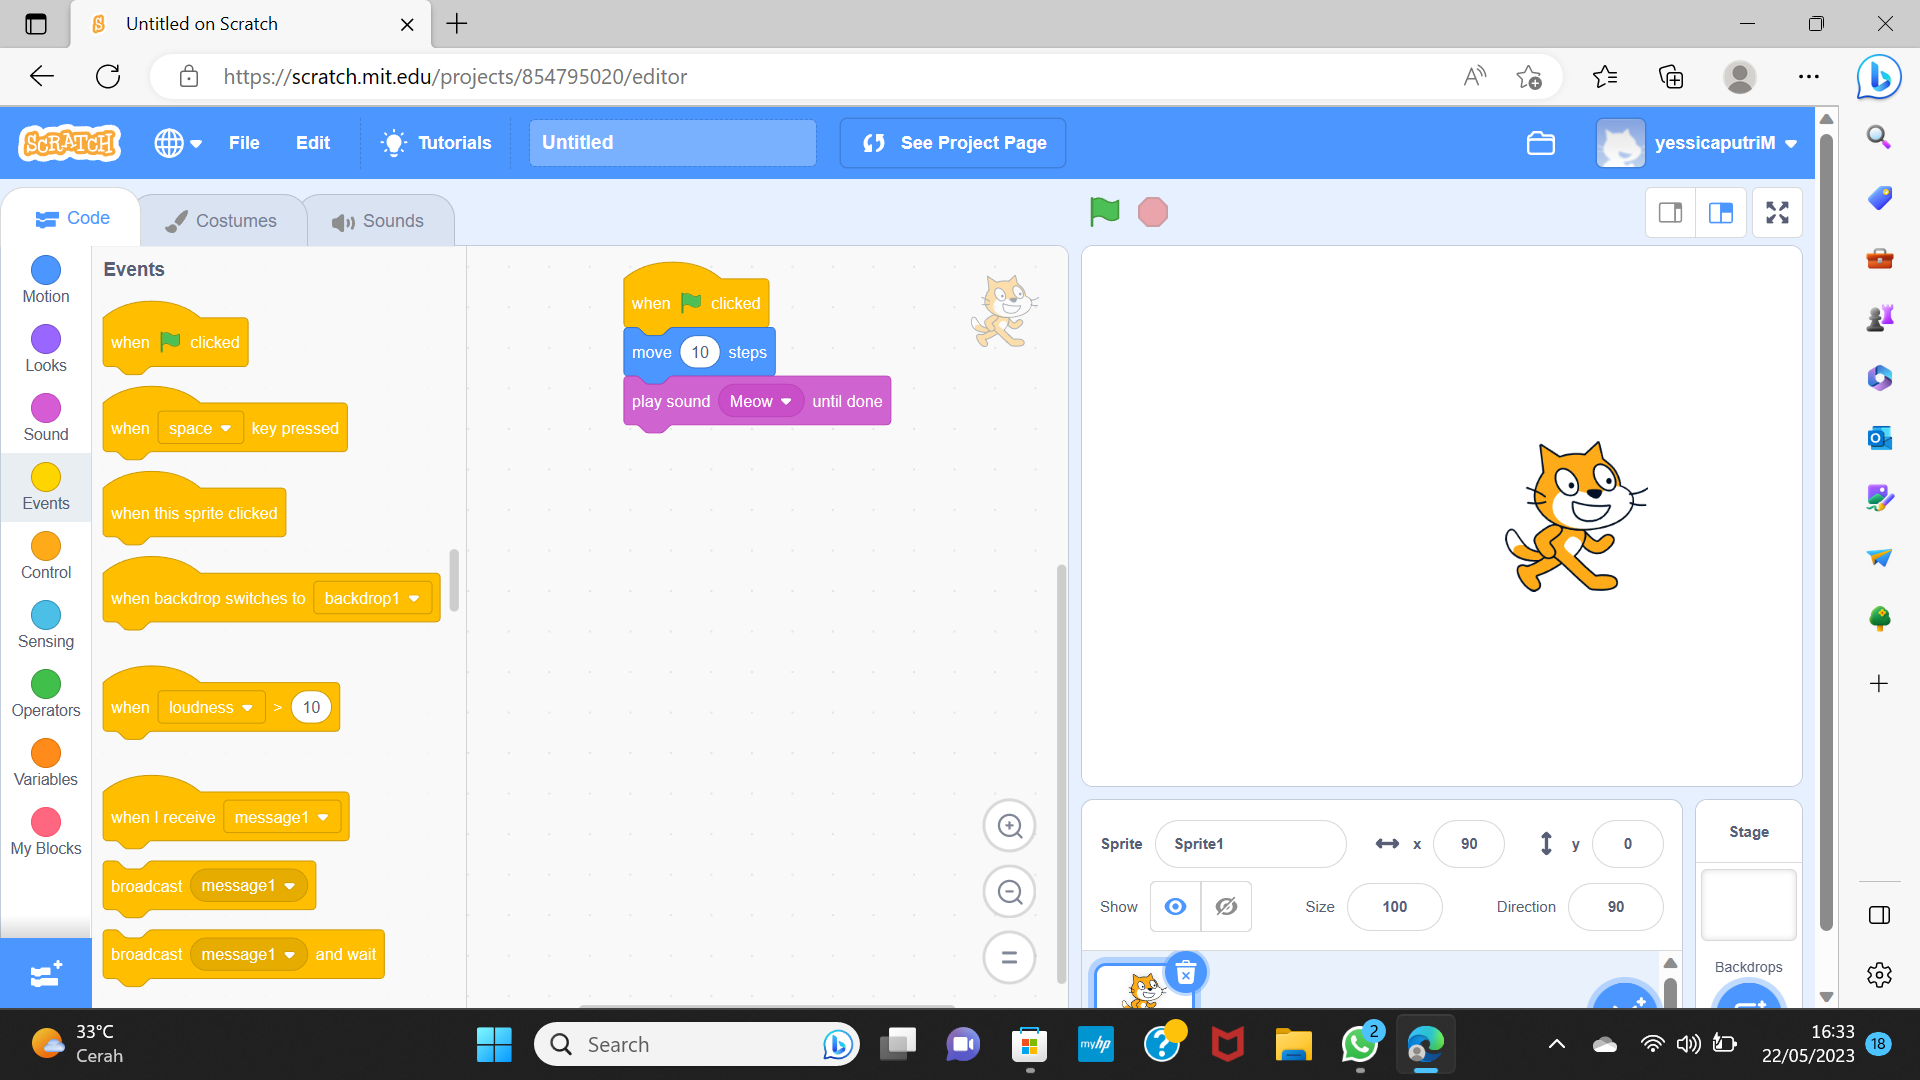 Untitled on Scratch
https://scratch.mit.edu/projects/854795020/editor
SCRATCH
File
Edit
Tutorials
Untitled
See Project Page
yessicaputriM
Code
Costumes
Sounds
Motion
Looks
Sound
Events
Control
Sensing
Operators
Variables
My Blocks
Events
when clicked
when space key pressed
when this sprite clicked
when backdrop switches to backdrop1
when loudness > 10
when I receive message1
broadcast message1
broadcast message1 and wait
when clicked
move 10 steps
play sound Meow until done
Sprite Sprite1 x 90 y 0
Show Size 100 Direction 90
Stage
Backdrops
33°C
Cerah
Search
myhp
2
16:33
22/05/2023
18